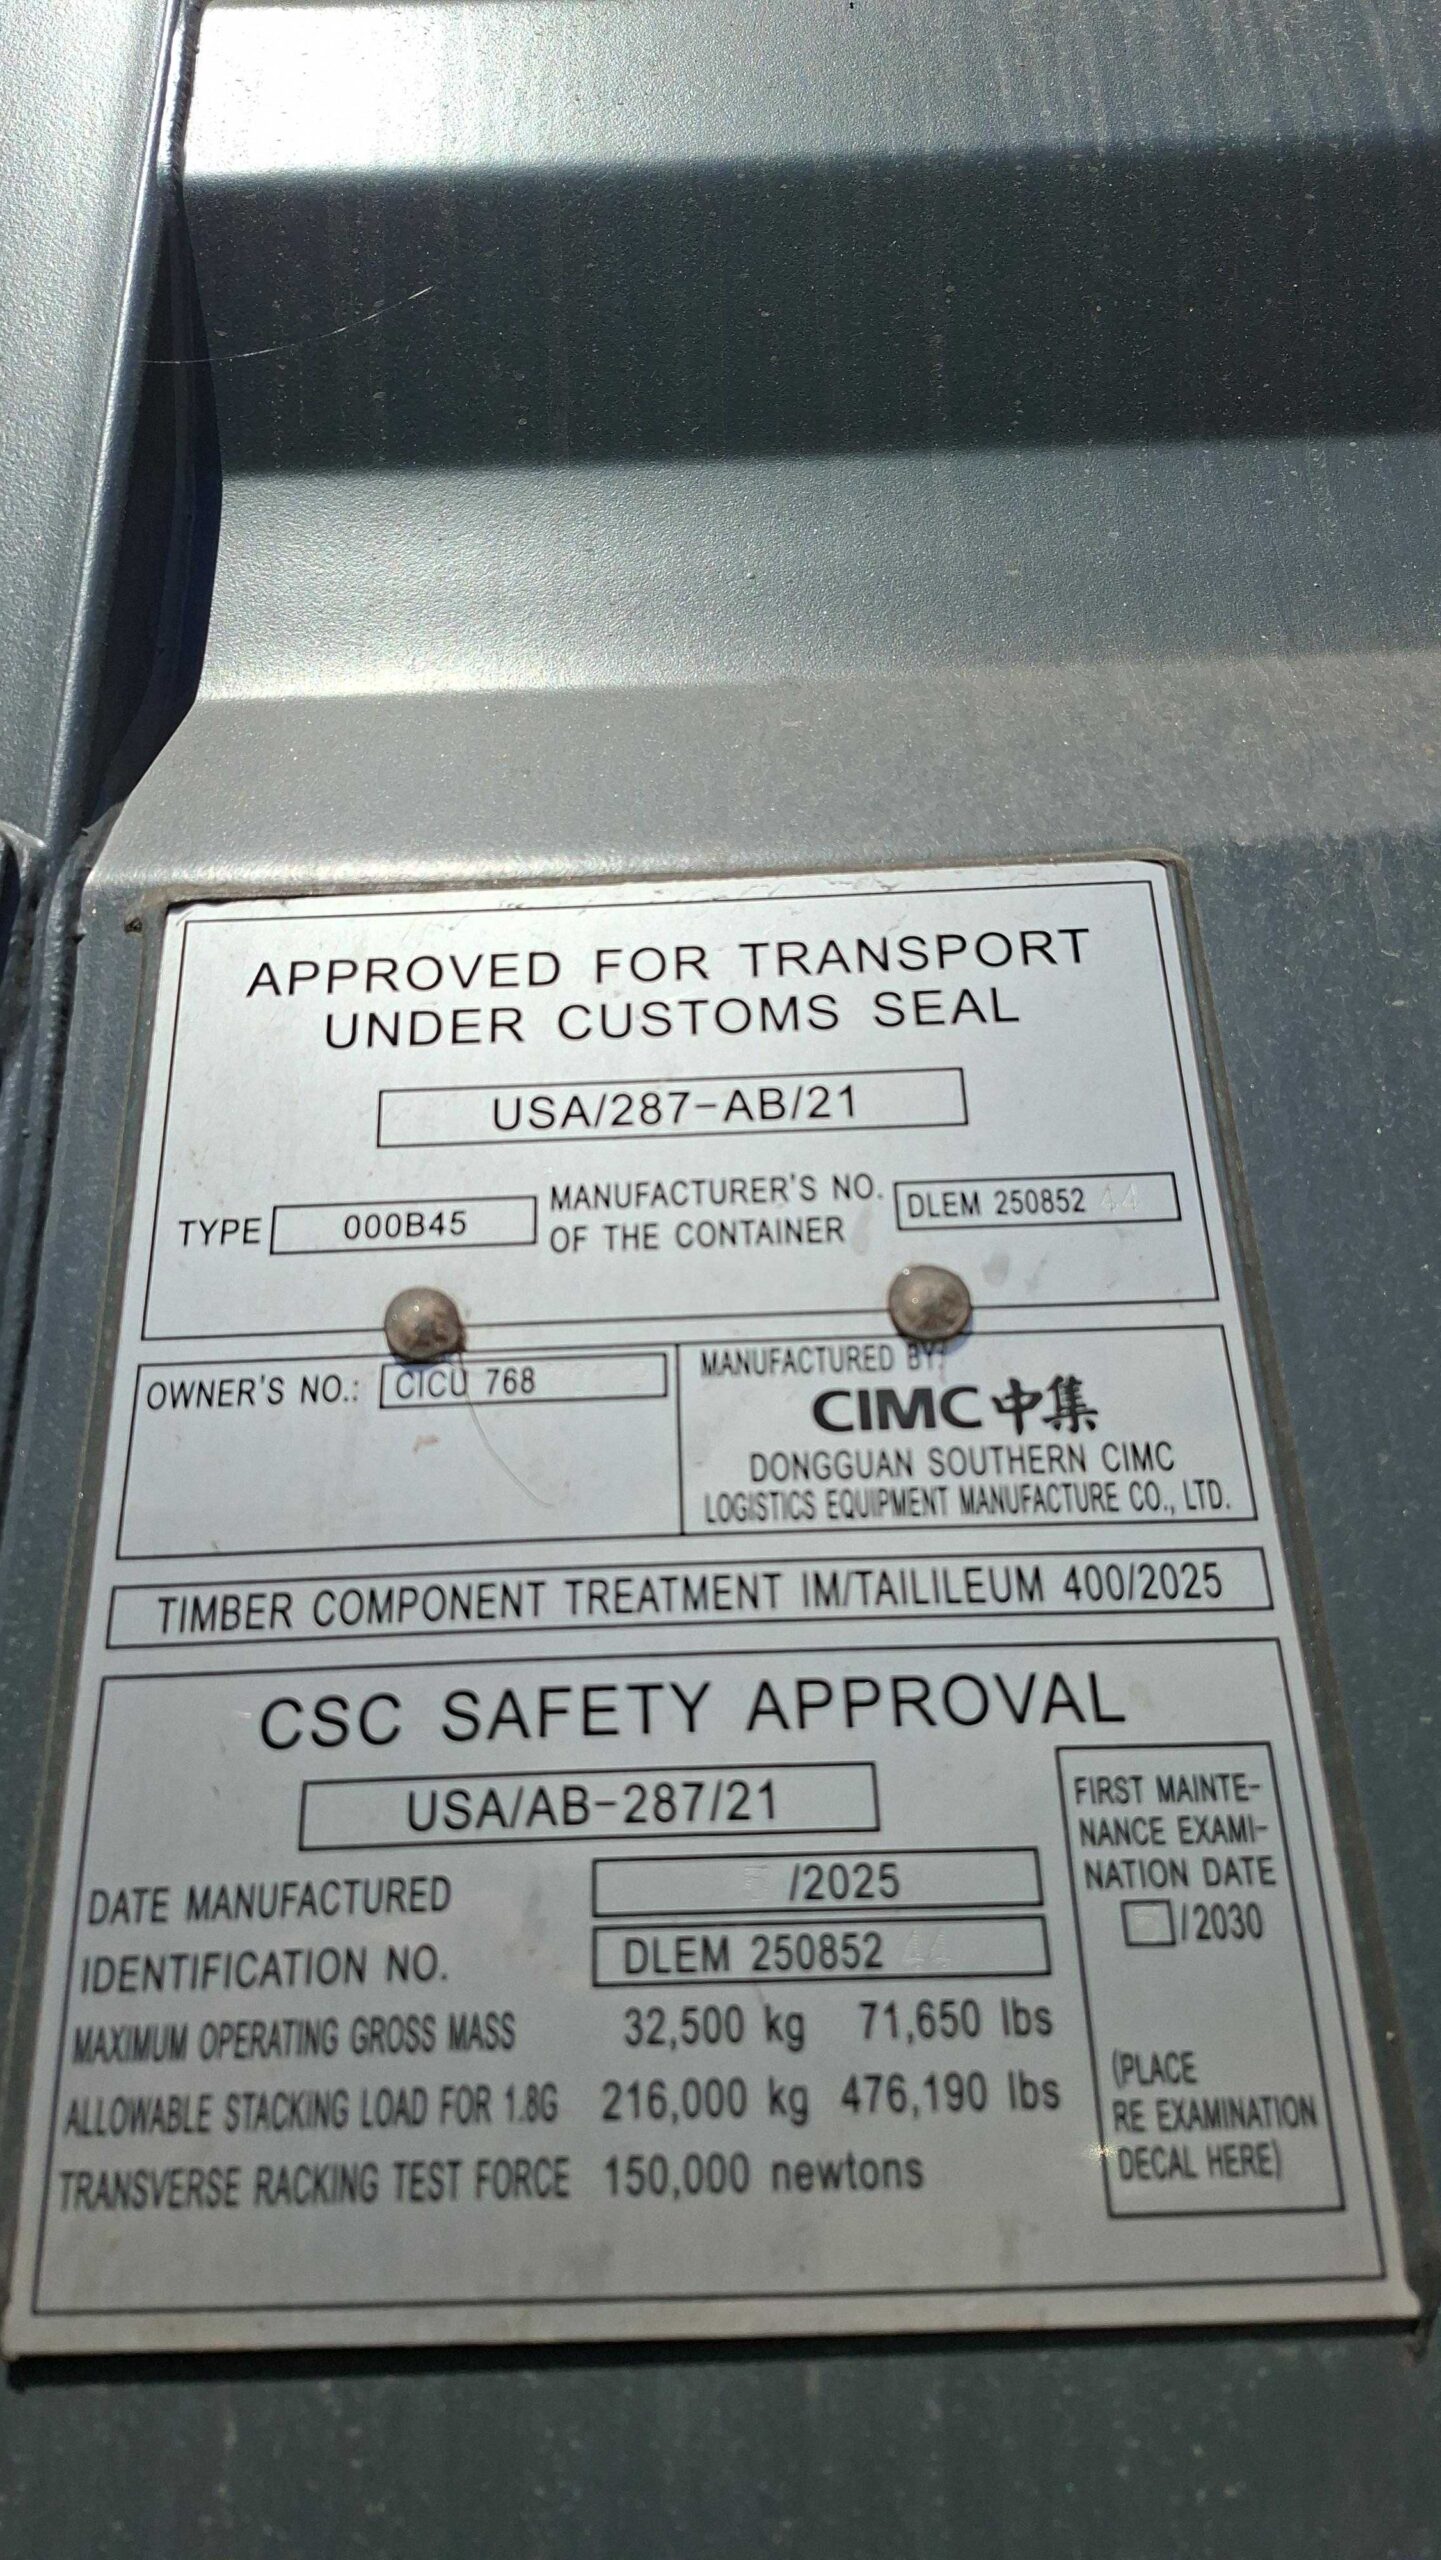 APPROVED FOR TRANSPORT
UNDER CUSTOMS SEAL
USA/287-AB/21
TYPE 000B45 MANUFACTURER'S NO. OF THE CONTAINER DLEM 250852 44
OWNER'S NO.: CICU 768
MANUFACTURED BY:
CIMC 中集
DONGGUAN SOUTHERN CIMC
LOGISTICS EQUIPMENT MANUFACTURE CO., LTD.
TIMBER COMPONENT TREATMENT IM/TAILILEUM 400/2025
CSC SAFETY APPROVAL
USA/AB-287/21
DATE MANUFACTURED /2025
IDENTIFICATION NO. DLEM 250852 44
MAXIMUM OPERATING GROSS MASS 32,500 kg 71,650 lbs
ALLOWABLE STACKING LOAD FOR 1.8G 216,000 kg 476,190 lbs
TRANSVERSE RACKING TEST FORCE 150,000 newtons
FIRST MAINTE-
NANCE EXAMI-
NATION DATE
/2030
(PLACE
RE EXAMINATION
DECAL HERE)